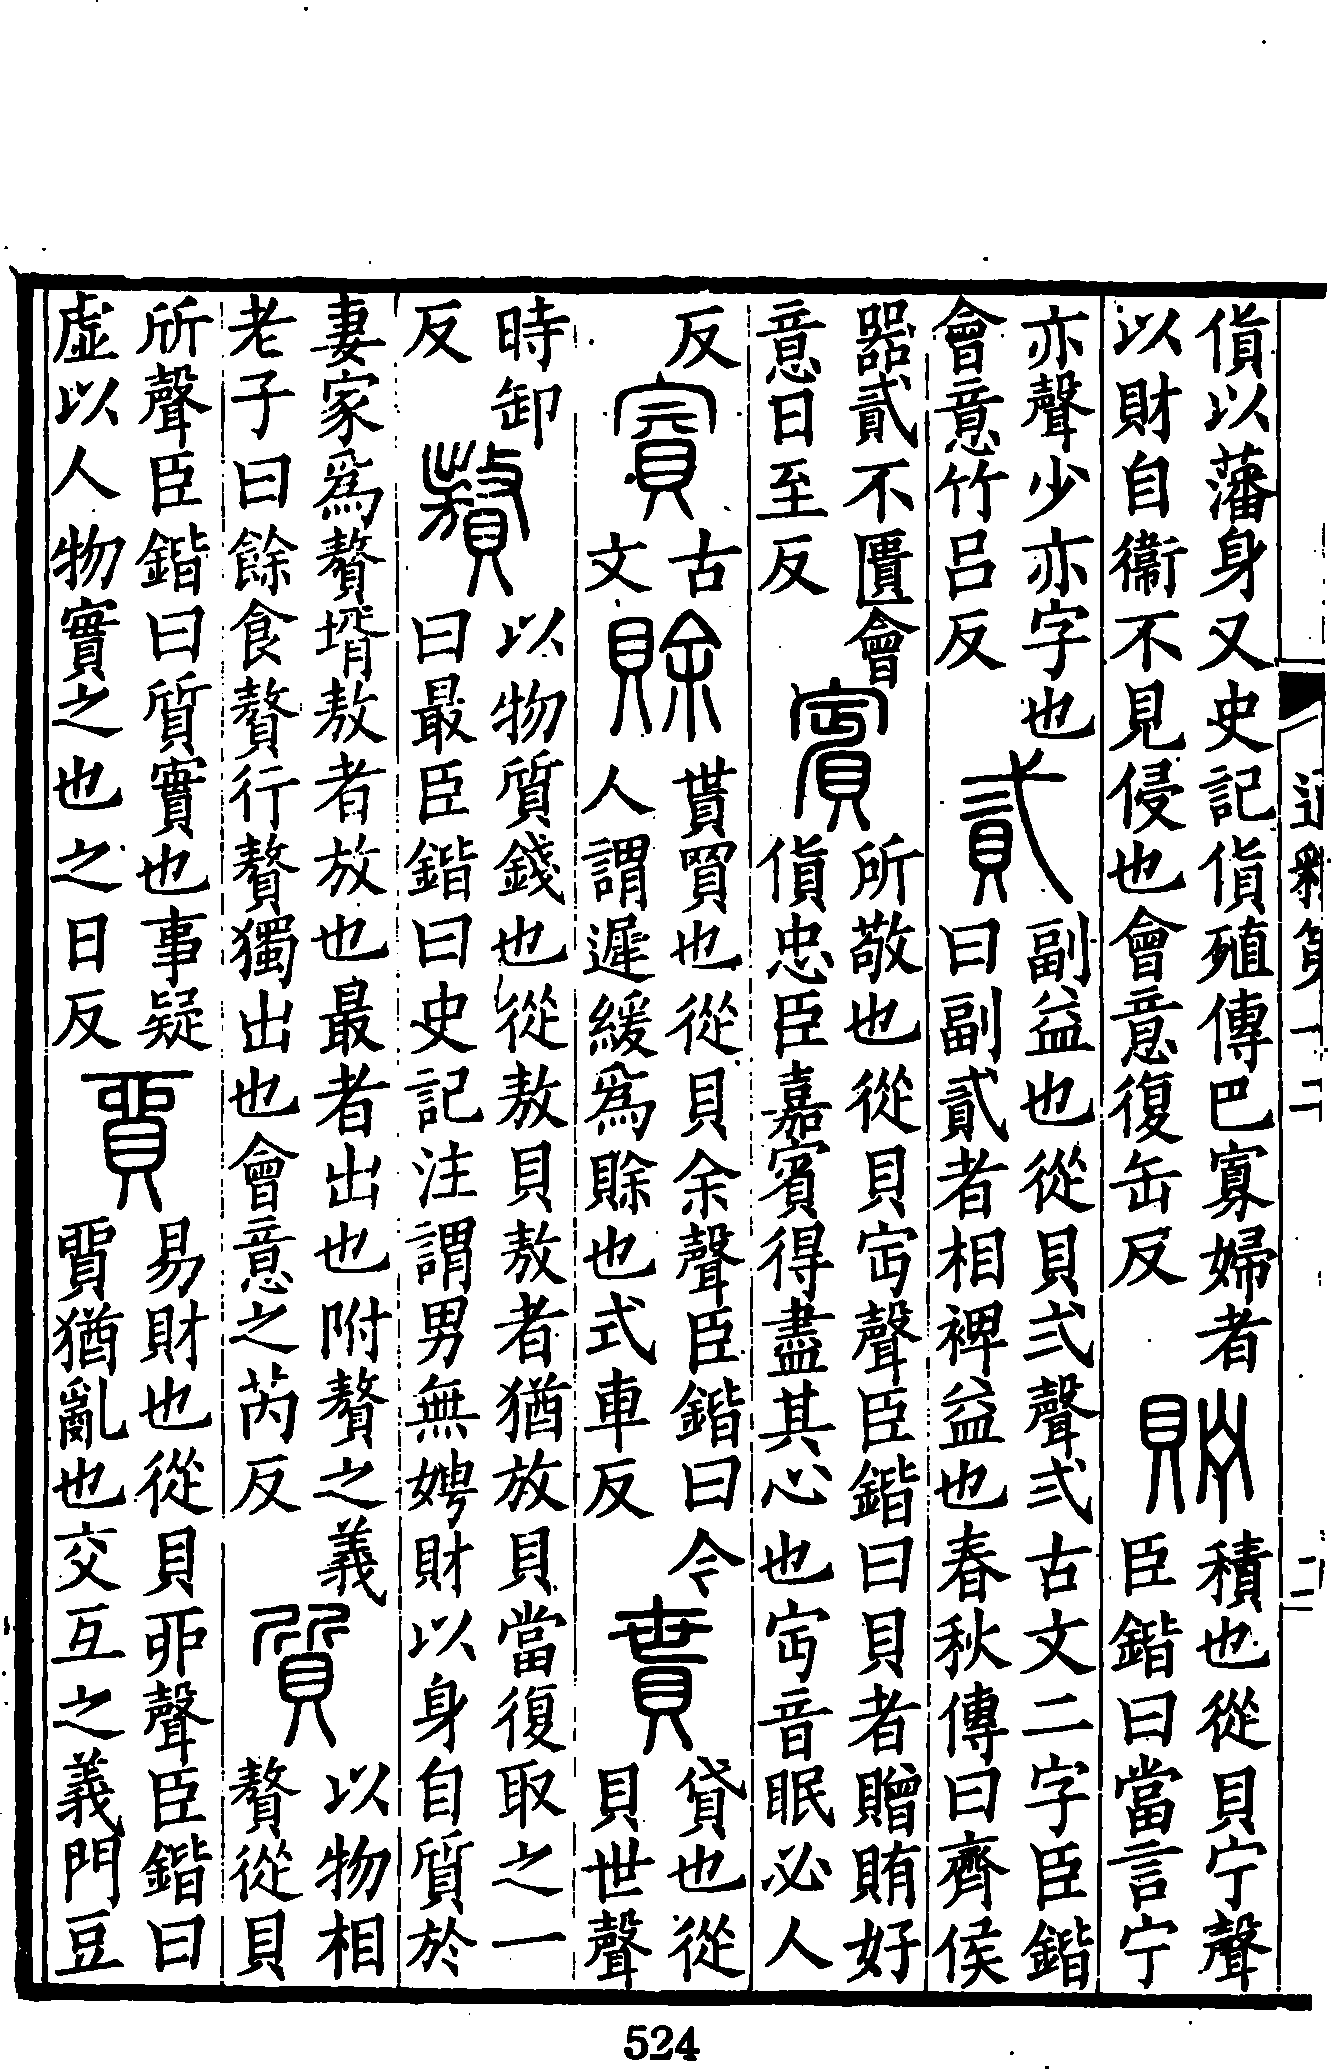 通釋第十二
二
偩以藩身又史記偩殖傳巴寡婦者
以財自衞不見侵也會意復缶反
貯
積也從貝宁聲
臣鍇曰當言宁
亦聲少亦字也
會意竹呂反
貳
副益也從貝弍聲弍古文二字臣鍇
曰副貳者相裨益也春秋傳曰齊侯
器貳不匱會
意日至反
賓
所敬也從貝𡧍聲臣鍇曰貝者贈賄好
偩忠臣嘉賓得盡其心也𡧍音眠必人
反
賓
古
文
賒
貰買也從貝余聲臣鍇曰今
人謂遲緩爲賒也式車反
貰
貸也從
貝世聲
時卸
反
贅
以物質錢也從敖貝敖者猶放貝當復取之一
曰最臣鍇曰史記注謂男無娉財以身自質於
妻家爲贅壻敖者放也最者出也附贅之義
老子曰餘食贅行贅獨出也會意之芮反
質
以物相
贅從貝
斦聲臣鍇曰質實也事疑
虛以人物實之也之日反
貿
易財也從貝丣聲臣鍇曰
貿猶亂也交互之義門豆
524